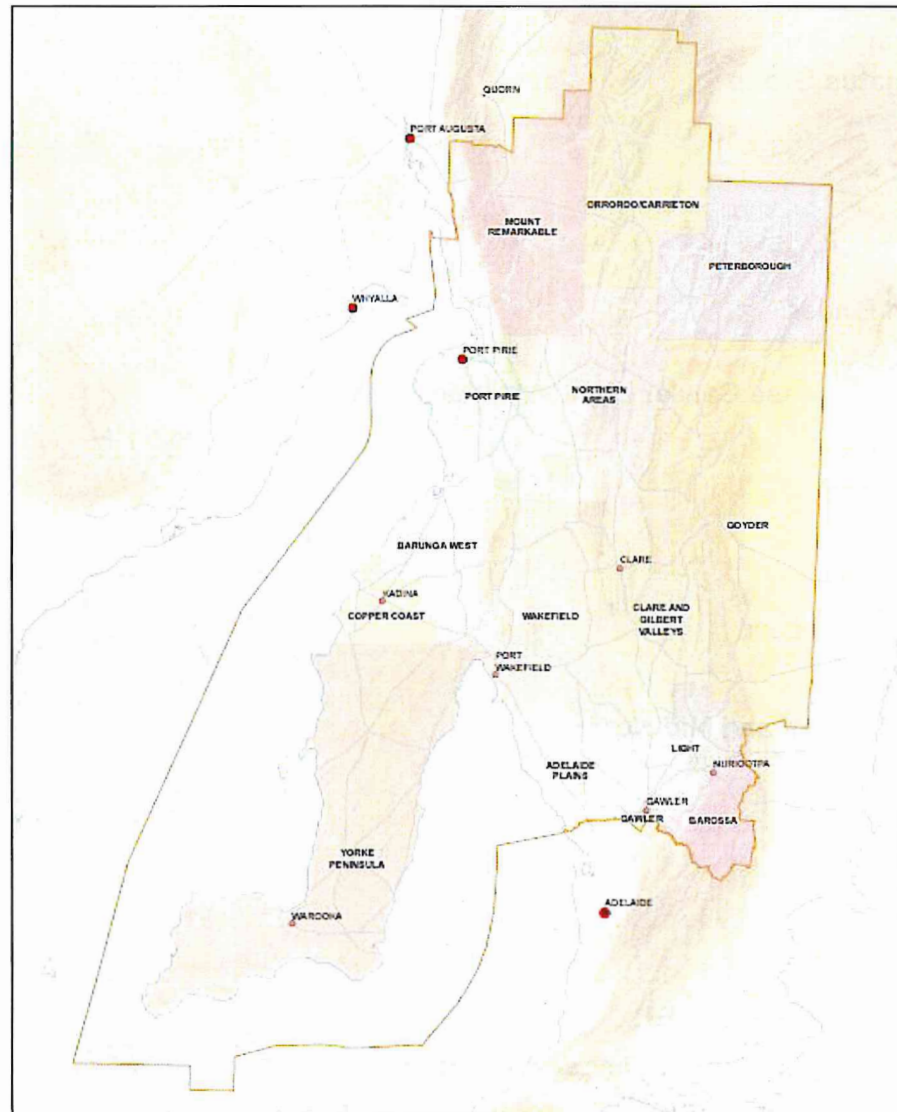 QUORN
PORT AUGUSTA
ORROROO/CARRIETON
MOUNT
REMARKABLE
PETERBOROUGH
WHYALLA
PORT PIRIE
PORT PIRIE
NORTHERN
AREAS
GOYDER
BARUNGA WEST
CLARE
KADINA
COPPER COAST
WAKEFIELD
CLARE AND
GILBERT
VALLEYS
PORT
WAKEFIELD
LIGHT
NURIOOTPA
ADELAIDE
PLAINS
GAWLER
GAWLER
BAROSSA
YORKE
PENINSULA
ADELAIDE
WAROOKA